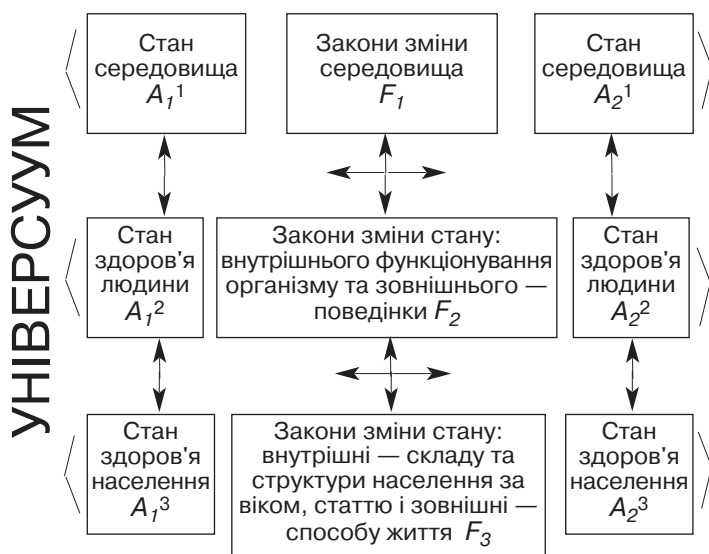 УНІВЕРСУУМ
Стан
середовища
A₁¹
Закони зміни
середовища
F₁
Стан
середовища
A₂¹
Стан
здоров'я
людини
A₁²
Закони зміни стану:
внутрішнього функціонування
організму та зовнішнього —
поведінки F₂
Стан
здоров'я
людини
A₂²
Стан
здоров'я
населення
A₁³
Закони зміни стану:
внутрішні — складу та
структури населення за
віком, статтю і зовнішні —
способу життя F₃
Стан
здоров'я
населення
A₂³